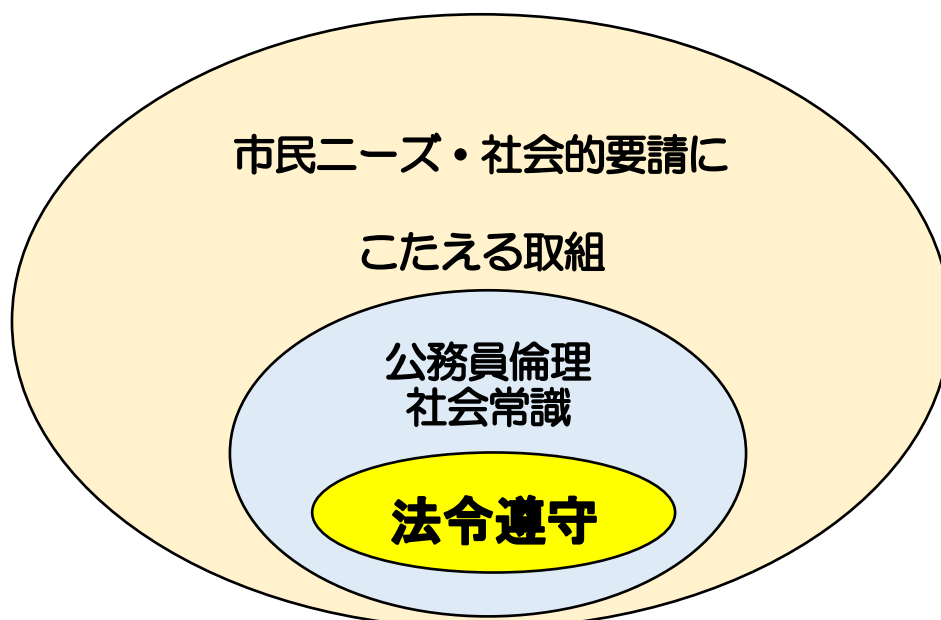 市民ニーズ・社会的要請に
こたえる取組
公務員倫理
社会常識
法令遵守